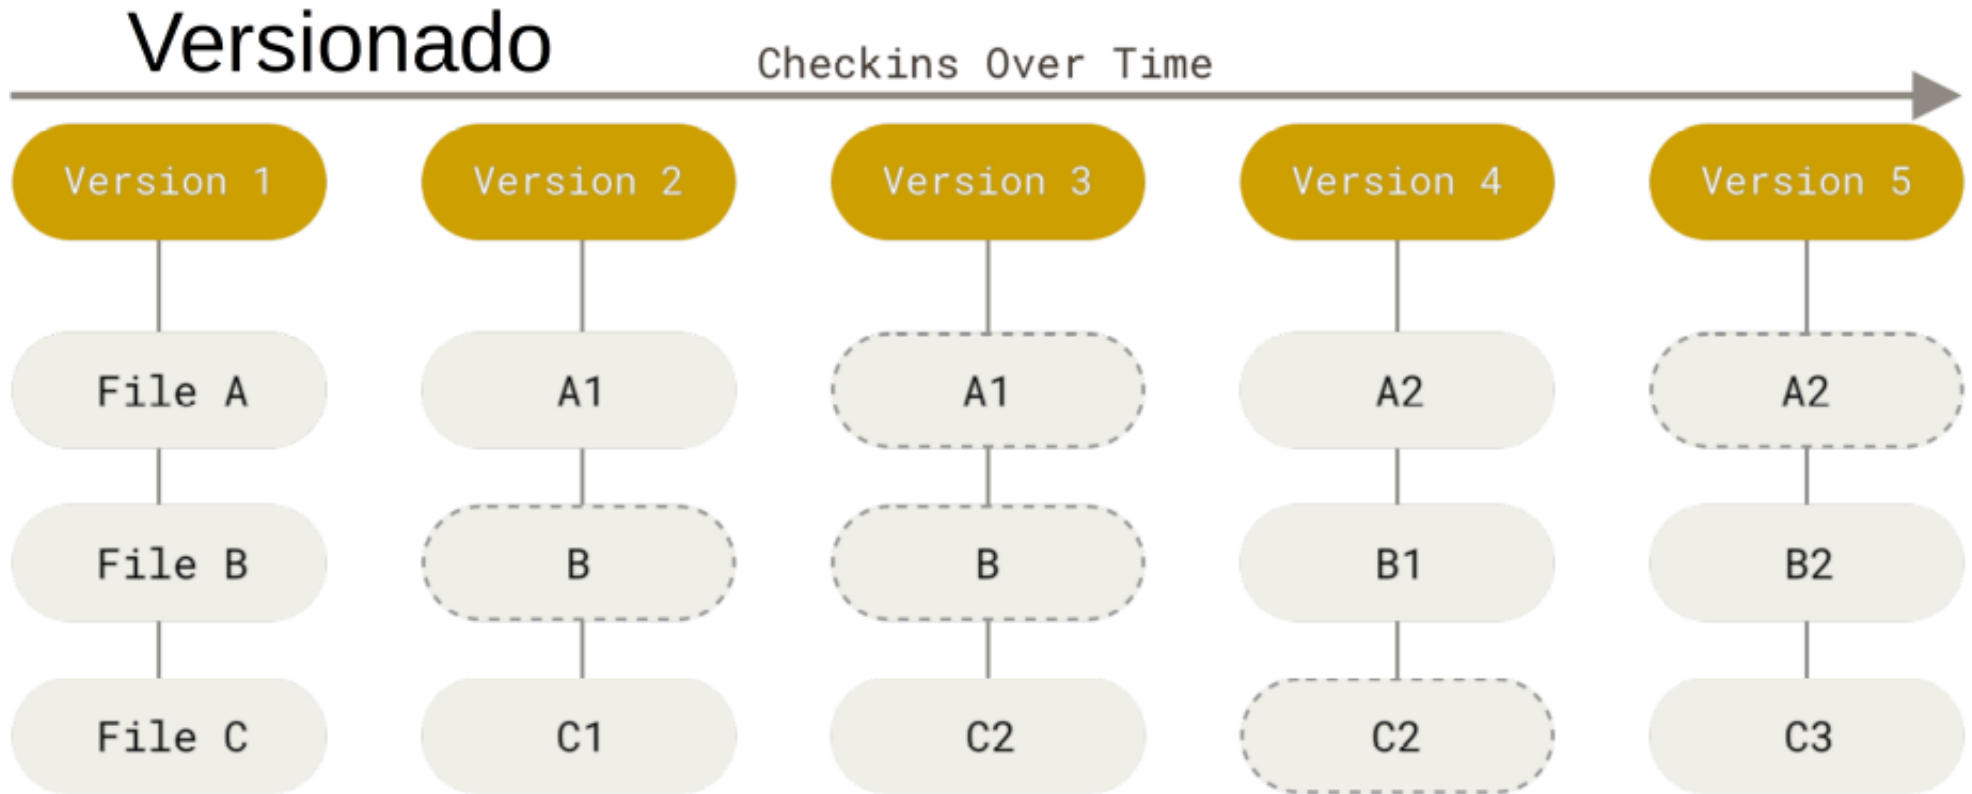 Versionado
Checkins Over Time
Version 1 Version 2 Version 3 Version 4 Version 5
File A A1 A1 A2 A2
File B B B B1 B2
File C C1 C2 C2 C3